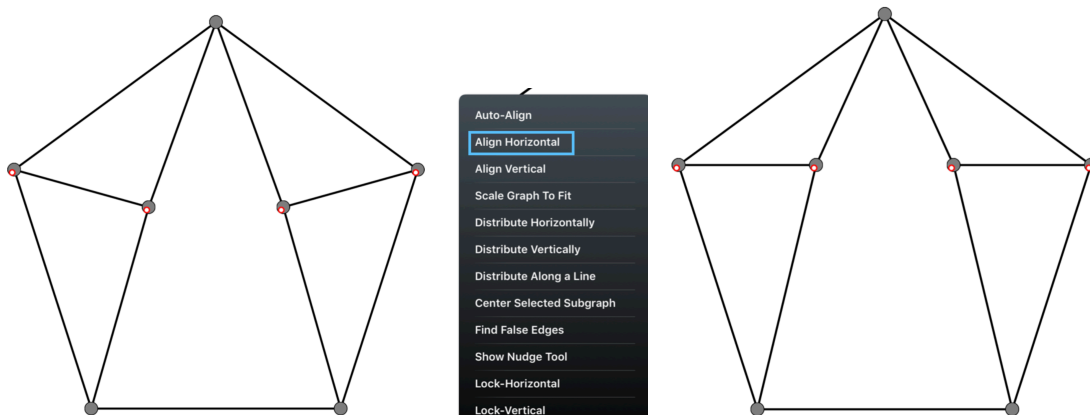 Auto-Align
Align Horizontal
Align Vertical
Scale Graph To Fit
Distribute Horizontally
Distribute Vertically
Distribute Along a Line
Center Selected Subgraph
Find False Edges
Show Nudge Tool
Lock-Horizontal
Lock-Vertical